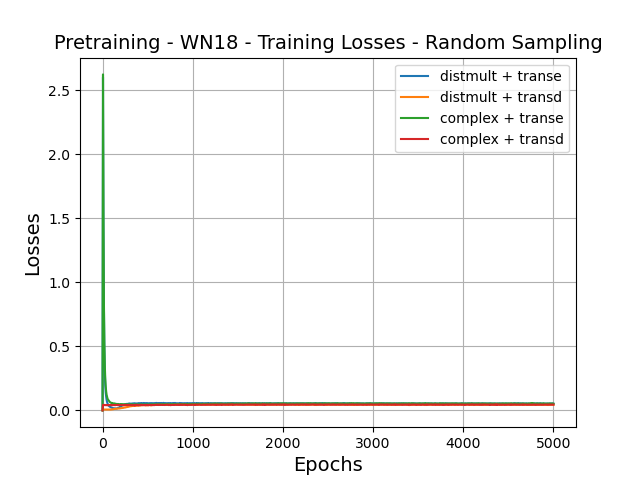 Pretraining - WN18 - Training Losses - Random Sampling
distmult + transe
distmult + transd
complex + transe
complex + transd
Losses
2.5
2.0
1.5
1.0
0.5
0.0
0 1000 2000 3000 4000 5000
Epochs